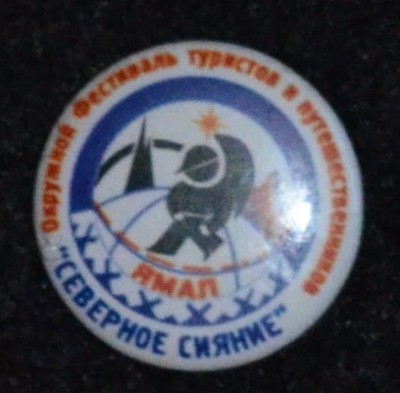 Окружной Фестиваль туристов и путешественников
ЯМАЛ
"СЕВЕРНОЕ СИЯНИЕ"